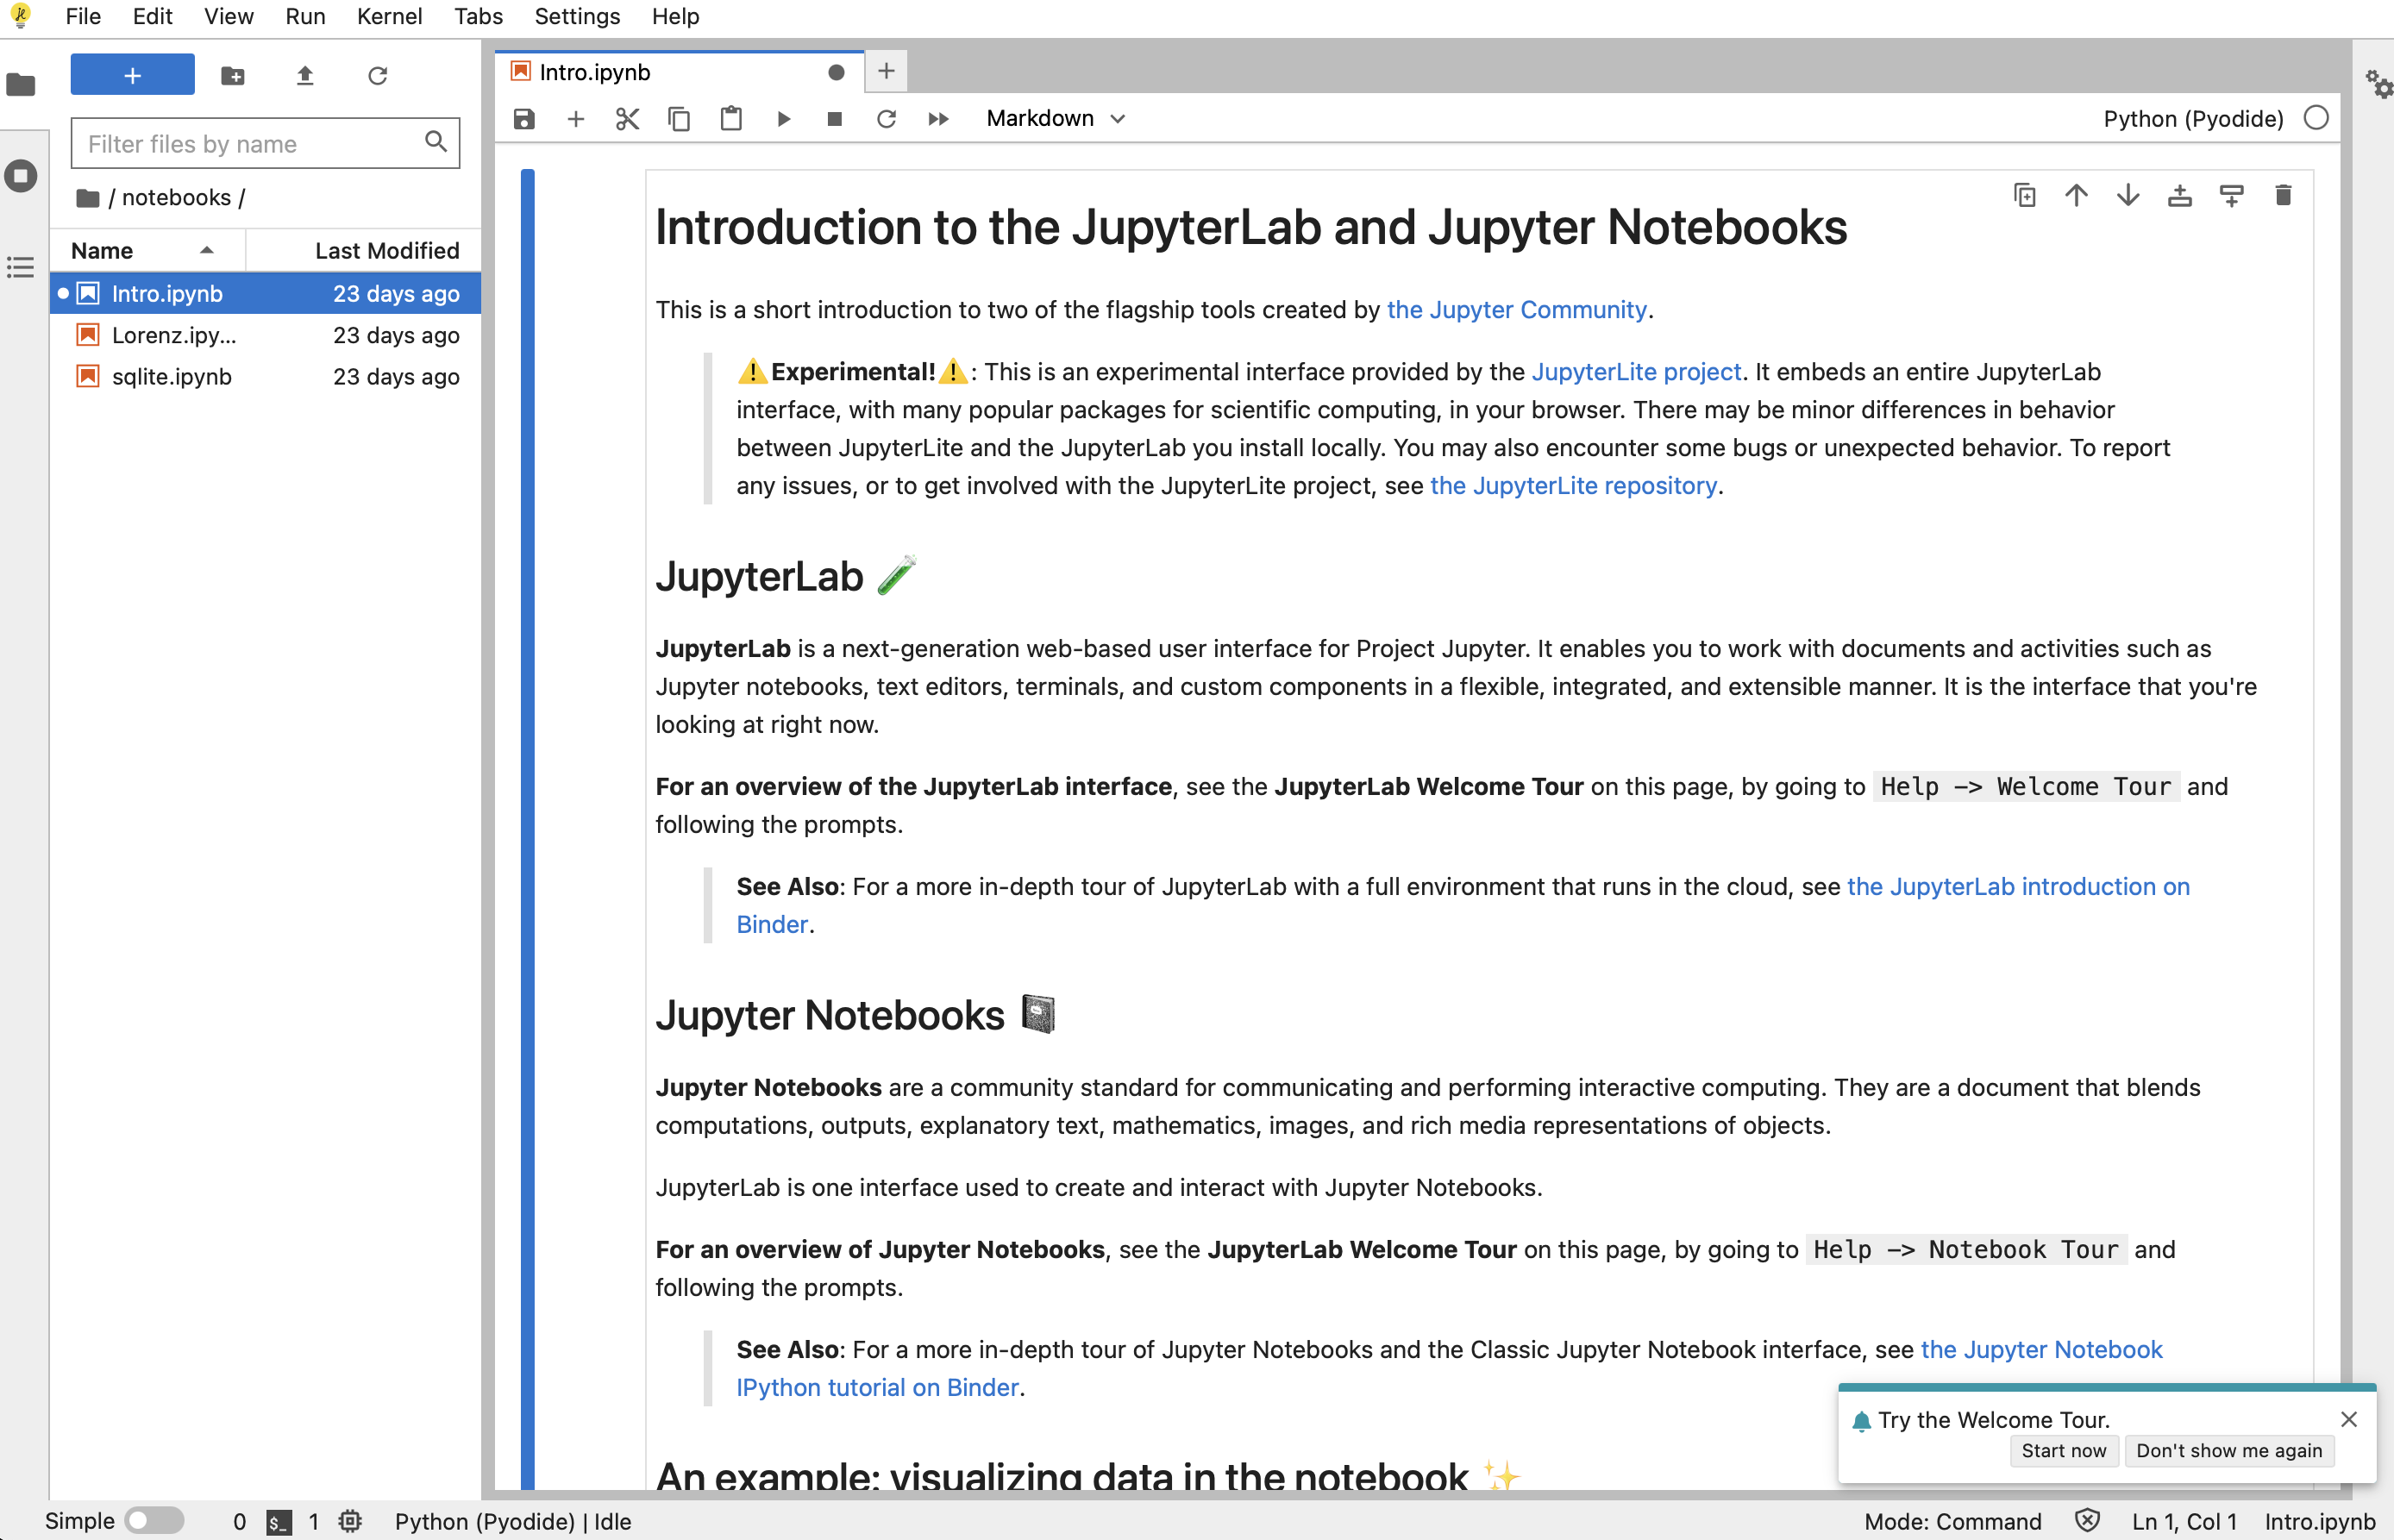 File Edit View Run Kernel Tabs Settings Help
+
Filter files by name
/ notebooks /
Name Last Modified
Intro.ipynb 23 days ago
Lorenz.ipy... 23 days ago
sqlite.ipynb 23 days ago
Intro.ipynb
Markdown
Python (Pyodide)
Introduction to the JupyterLab and Jupyter Notebooks
This is a short introduction to two of the flagship tools created by the Jupyter Community.
⚠️Experimental!⚠️: This is an experimental interface provided by the JupyterLite project. It embeds an entire JupyterLab
interface, with many popular packages for scientific computing, in your browser. There may be minor differences in behavior
between JupyterLite and the JupyterLab you install locally. You may also encounter some bugs or unexpected behavior. To report
any issues, or to get involved with the JupyterLite project, see the JupyterLite repository.
JupyterLab 🧪
JupyterLab is a next-generation web-based user interface for Project Jupyter. It enables you to work with documents and activities such as
Jupyter notebooks, text editors, terminals, and custom components in a flexible, integrated, and extensible manner. It is the interface that you're
looking at right now.
For an overview of the JupyterLab interface, see the JupyterLab Welcome Tour on this page, by going to Help -> Welcome Tour and
following the prompts.
See Also: For a more in-depth tour of JupyterLab with a full environment that runs in the cloud, see the JupyterLab introduction on
Binder.
Jupyter Notebooks 📓
Jupyter Notebooks are a community standard for communicating and performing interactive computing. They are a document that blends
computations, outputs, explanatory text, mathematics, images, and rich media representations of objects.
JupyterLab is one interface used to create and interact with Jupyter Notebooks.
For an overview of Jupyter Notebooks, see the JupyterLab Welcome Tour on this page, by going to Help -> Notebook Tour and
following the prompts.
See Also: For a more in-depth tour of Jupyter Notebooks and the Classic Jupyter Notebook interface, see the Jupyter Notebook
IPython tutorial on Binder.
An example: visualizing data in the notebook ✨
Try the Welcome Tour.
Start now Don't show me again
Simple 0 $_ 1 Python (Pyodide) | Idle Mode: Command Ln 1, Col 1 Intro.ipynb